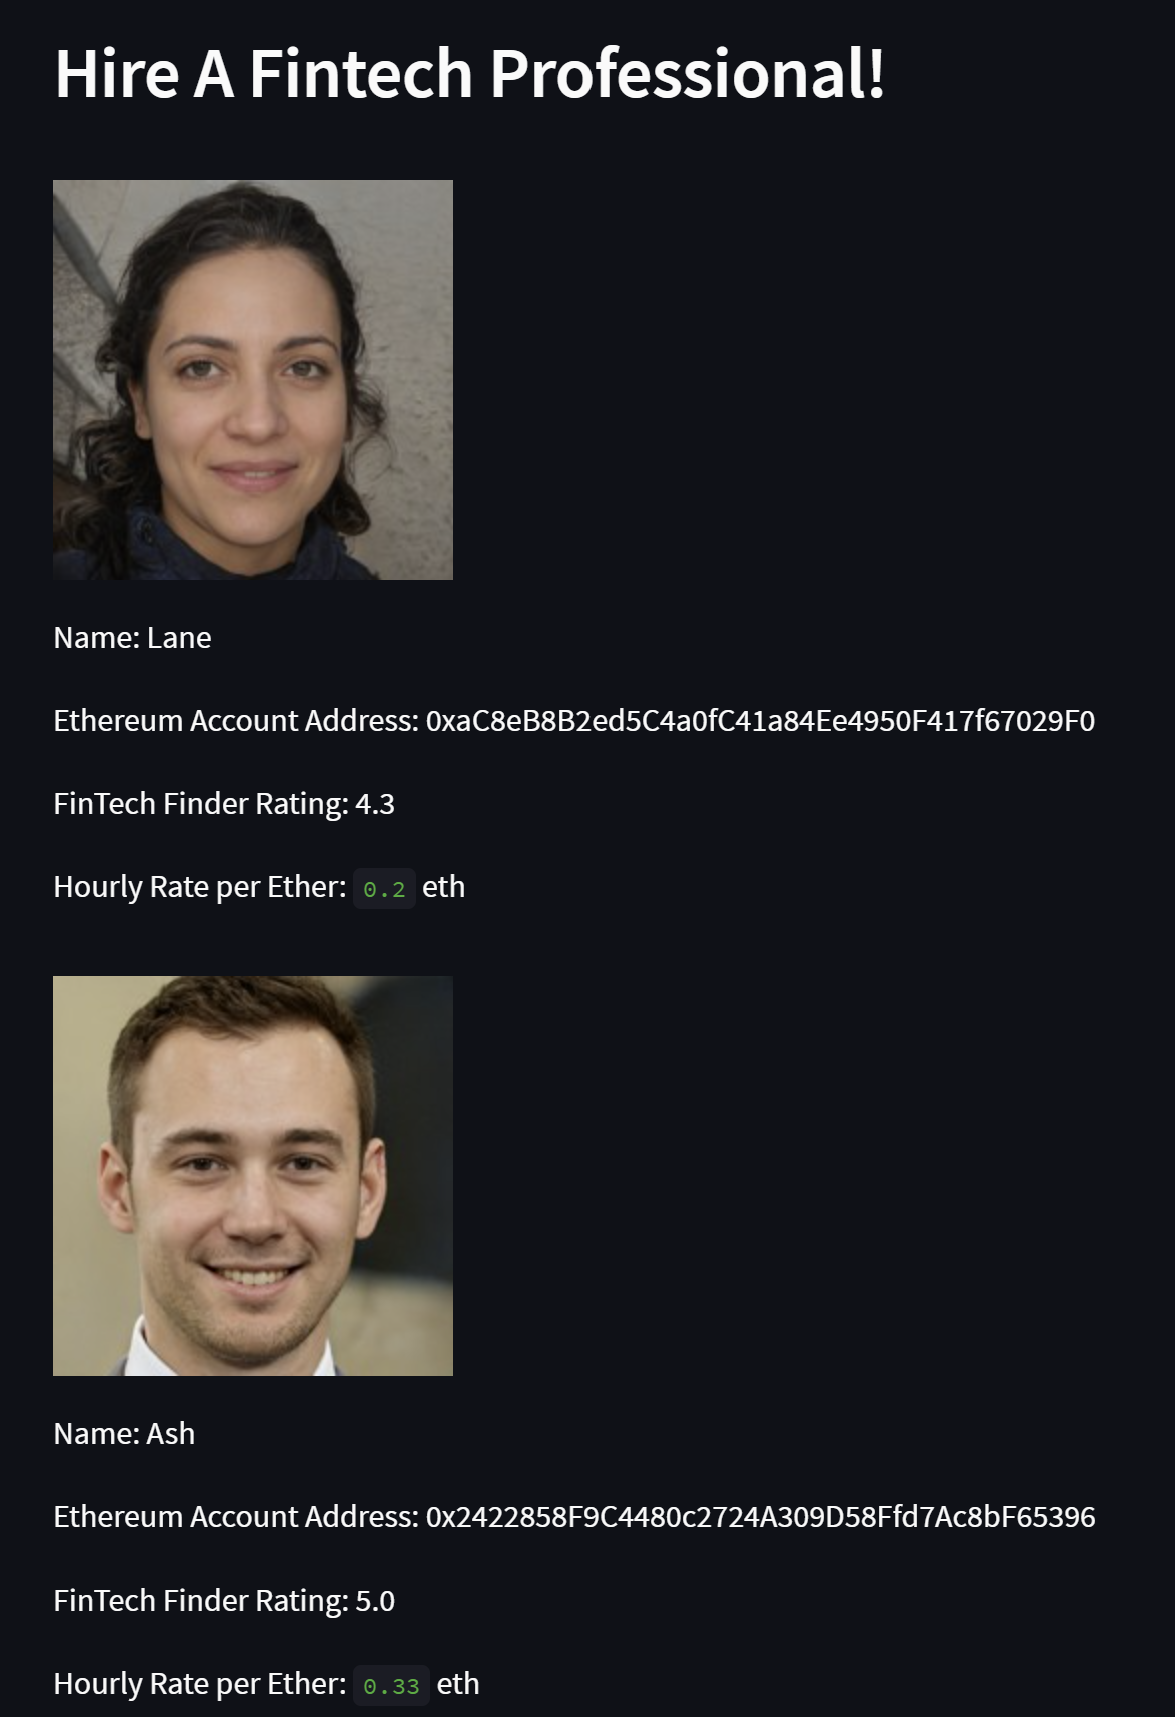 Hire A Fintech Professional!
Name: Lane
Ethereum Account Address: 0xaC8eB8B2ed5C4a0fC41a84Ee4950F417f67029F0
FinTech Finder Rating: 4.3
Hourly Rate per Ether: 0.2 eth
Name: Ash
Ethereum Account Address: 0x2422858F9C4480c2724A309D58Ffd7Ac8bF65396
FinTech Finder Rating: 5.0
Hourly Rate per Ether: 0.33 eth